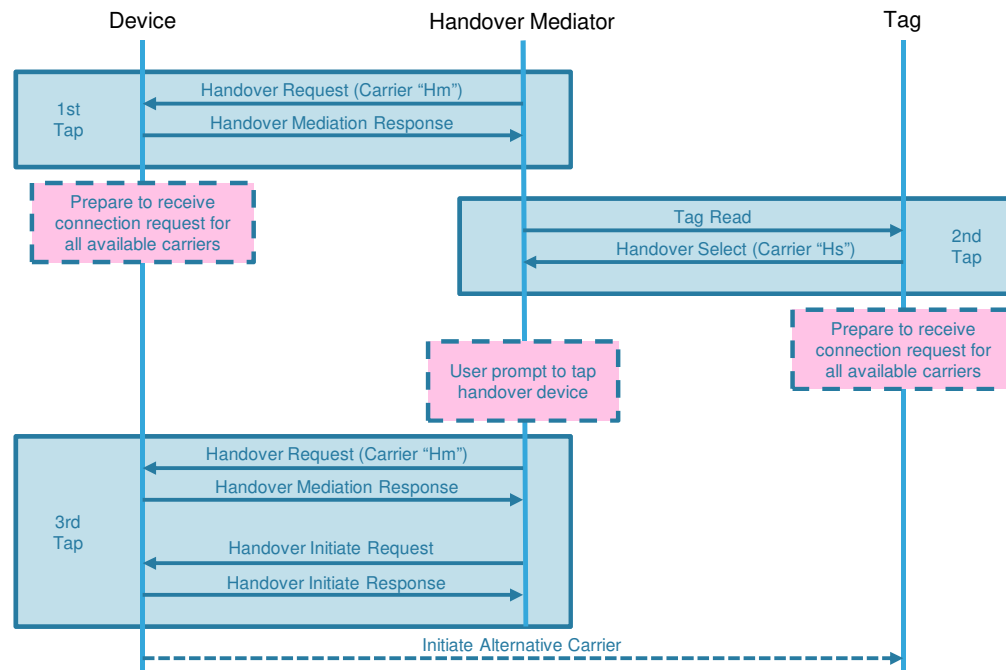 Device
Handover Mediator
Tag
Handover Request (Carrier “Hm”)
1st
Tap
Handover Mediation Response
Prepare to receive
connection request for
all available carriers
Tag Read
2nd
Tap
Handover Select (Carrier “Hs”)
Prepare to receive
connection request for
all available carriers
User prompt to tap
handover device
Handover Request (Carrier “Hm”)
Handover Mediation Response
3rd
Tap
Handover Initiate Request
Handover Initiate Response
Initiate Alternative Carrier